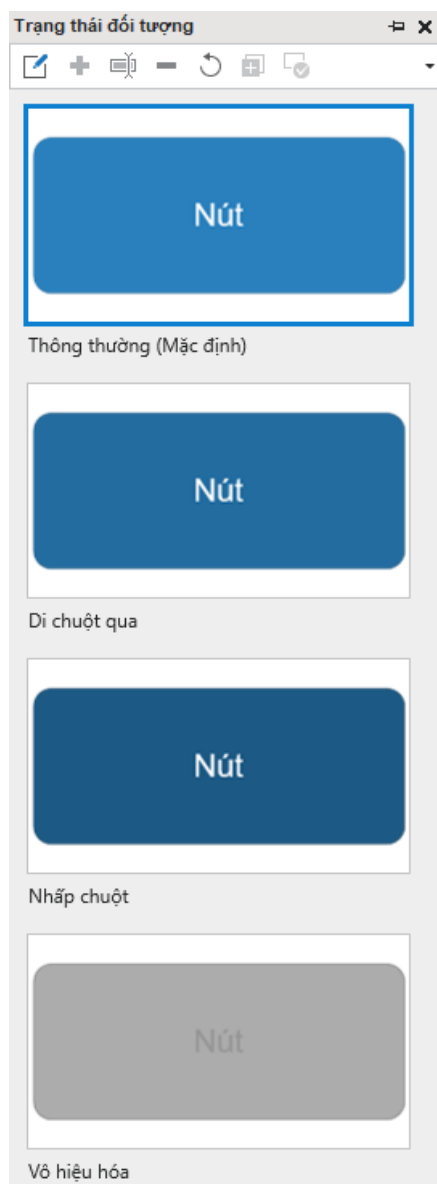 Trạng thái đối tượng
Nút
Thông thường (Mặc định)
Nút
Di chuột qua
Nút
Nhấp chuột
Nút
Vô hiệu hóa